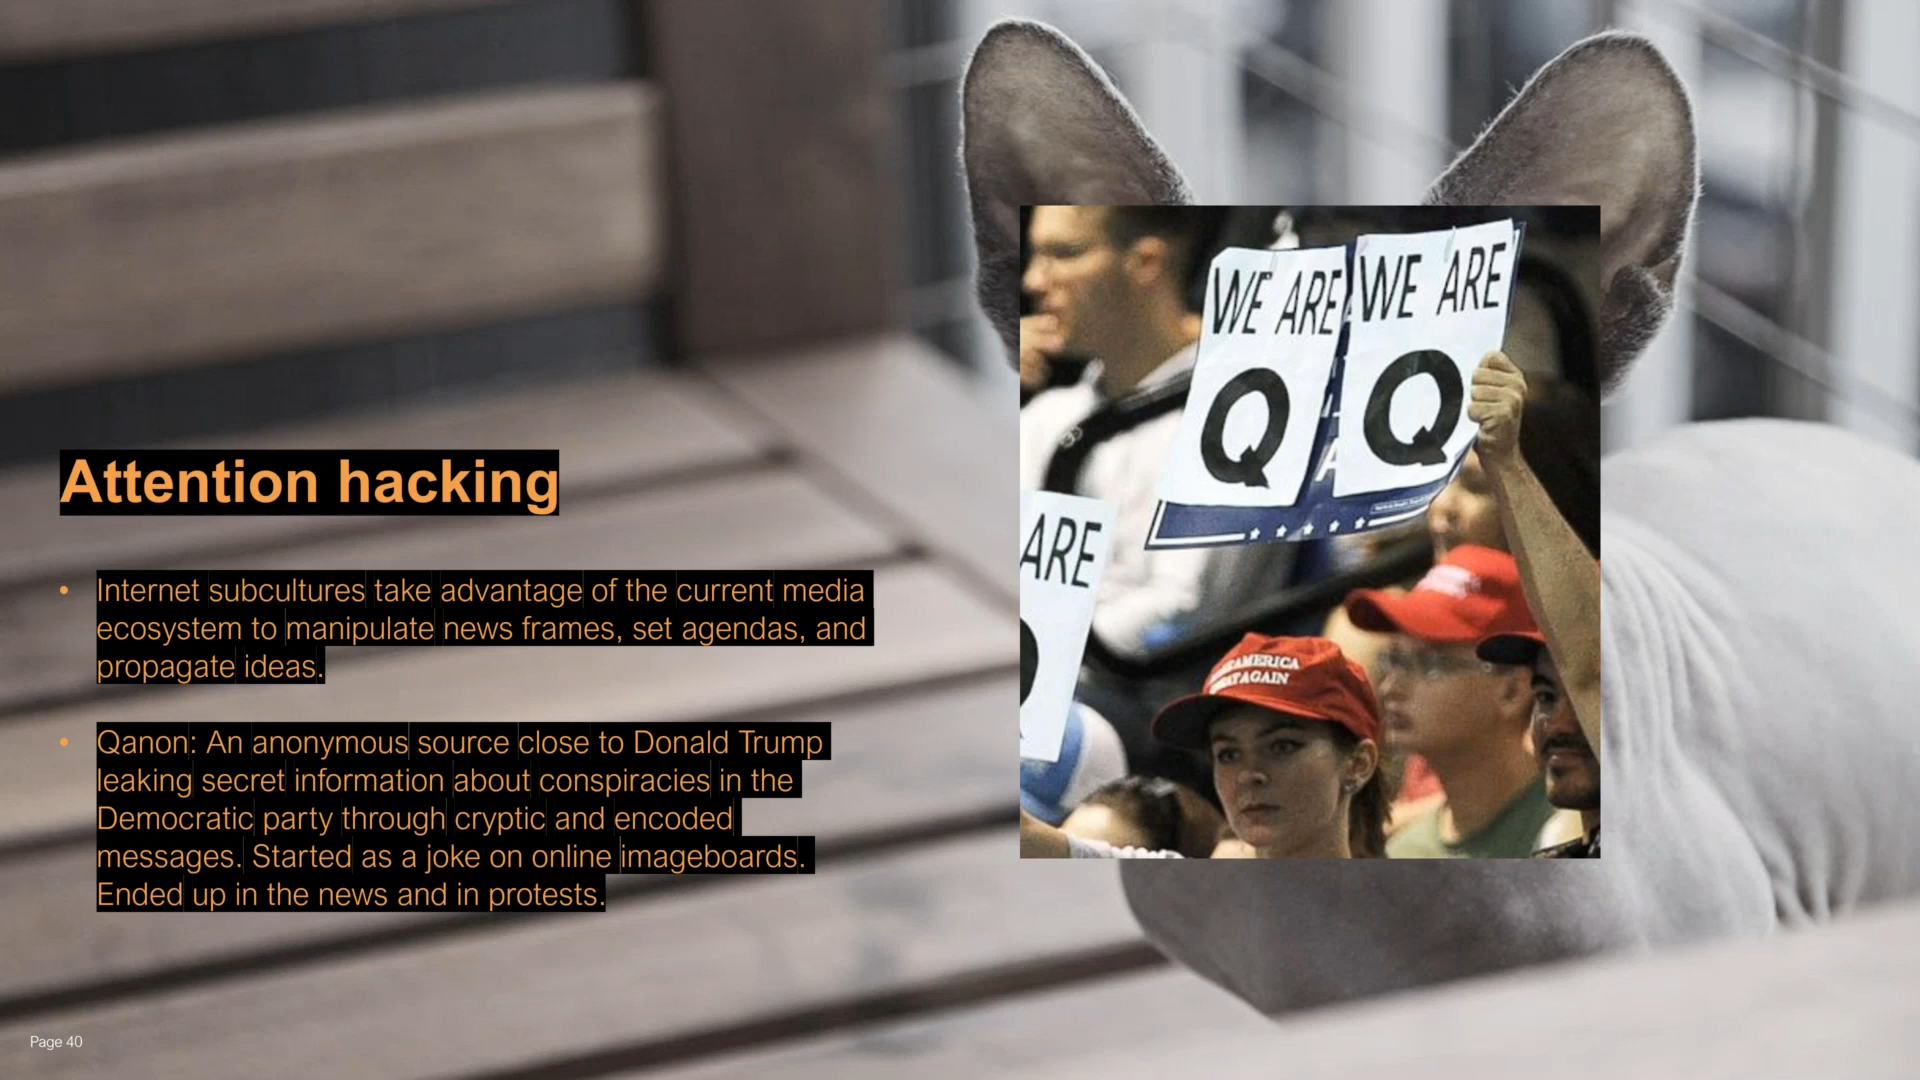 Attention hacking
• Internet subcultures take advantage of the current media
ecosystem to manipulate news frames, set agendas, and
propagate ideas.
• Qanon: An anonymous source close to Donald Trump
leaking secret information about conspiracies in the
Democratic party through cryptic and encoded
messages. Started as a joke on online imageboards.
Ended up in the news and in protests.
WE ARE
Q
WE ARE
Q
ARE
AMERICA
AGAIN
Page 40